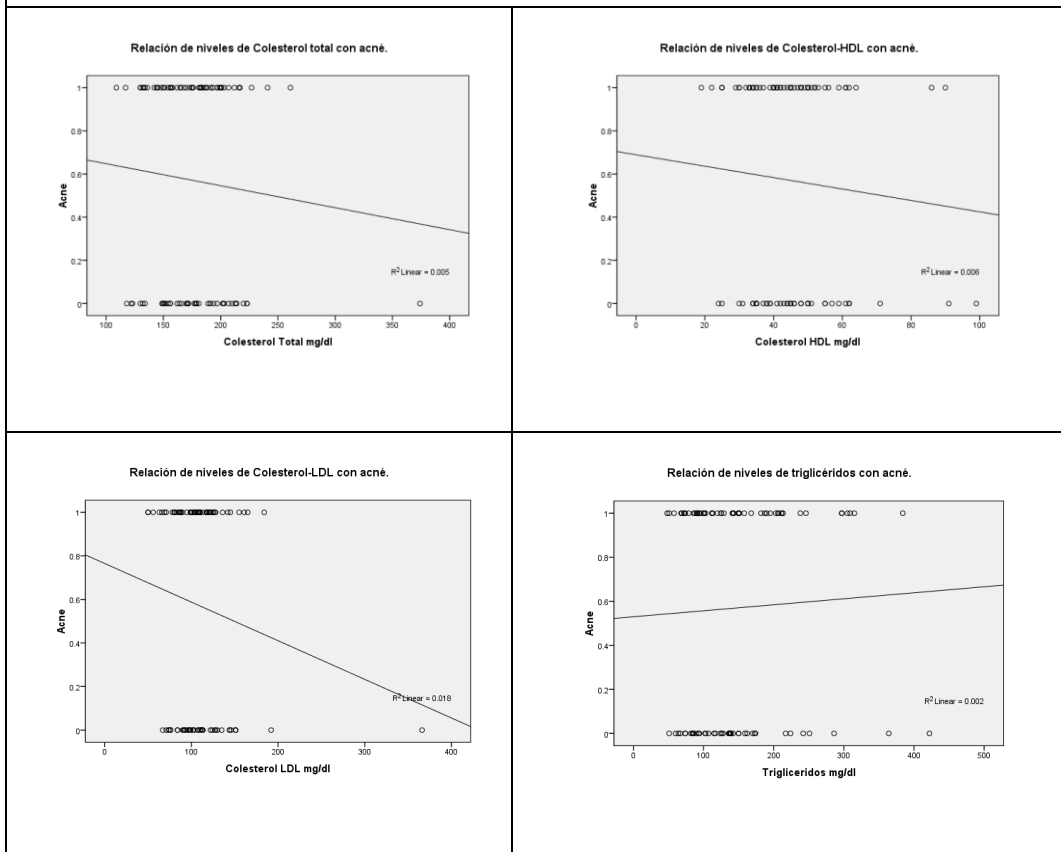 Relación de niveles de Colesterol total con acné.
1
0.8
0.6
0.4
0.2
0
Acne
R2 Linear = 0.005
100 150 200 250 300 350 400
Colesterol Total mg/dl
Relación de niveles de Colesterol-HDL con acné.
1
0.8
0.6
0.4
0.2
0
Acne
R2 Linear = 0.006
0 20 40 60 80 100
Colesterol HDL mg/dl
Relación de niveles de Colesterol-LDL con acné.
1
0.8
0.6
0.4
0.2
0
Acne
R2 Linear = 0.018
0 100 200 300 400
Colesterol LDL mg/dl
Relación de niveles de triglicéridos con acné.
1
0.8
0.6
0.4
0.2
0
Acne
R2 Linear = 0.002
0 100 200 300 400 500
Trigliceridos mg/dl